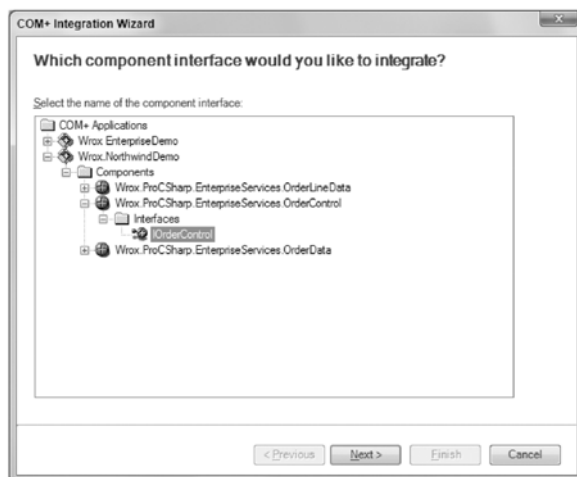 COM+ Integration Wizard
Which component interface would you like to integrate?
Select the name of the component interface:
COM+ Applications
Wrox.EnterpriseDemo
Wrox.NorthwindDemo
Components
Wrox.ProCSharp.EnterpriseServices.OrderLineData
Wrox.ProCSharp.EnterpriseServices.OrderControl
Interfaces
IOrderControl
Wrox.ProCSharp.EnterpriseServices.OrderData
< Previous Next > Finish Cancel